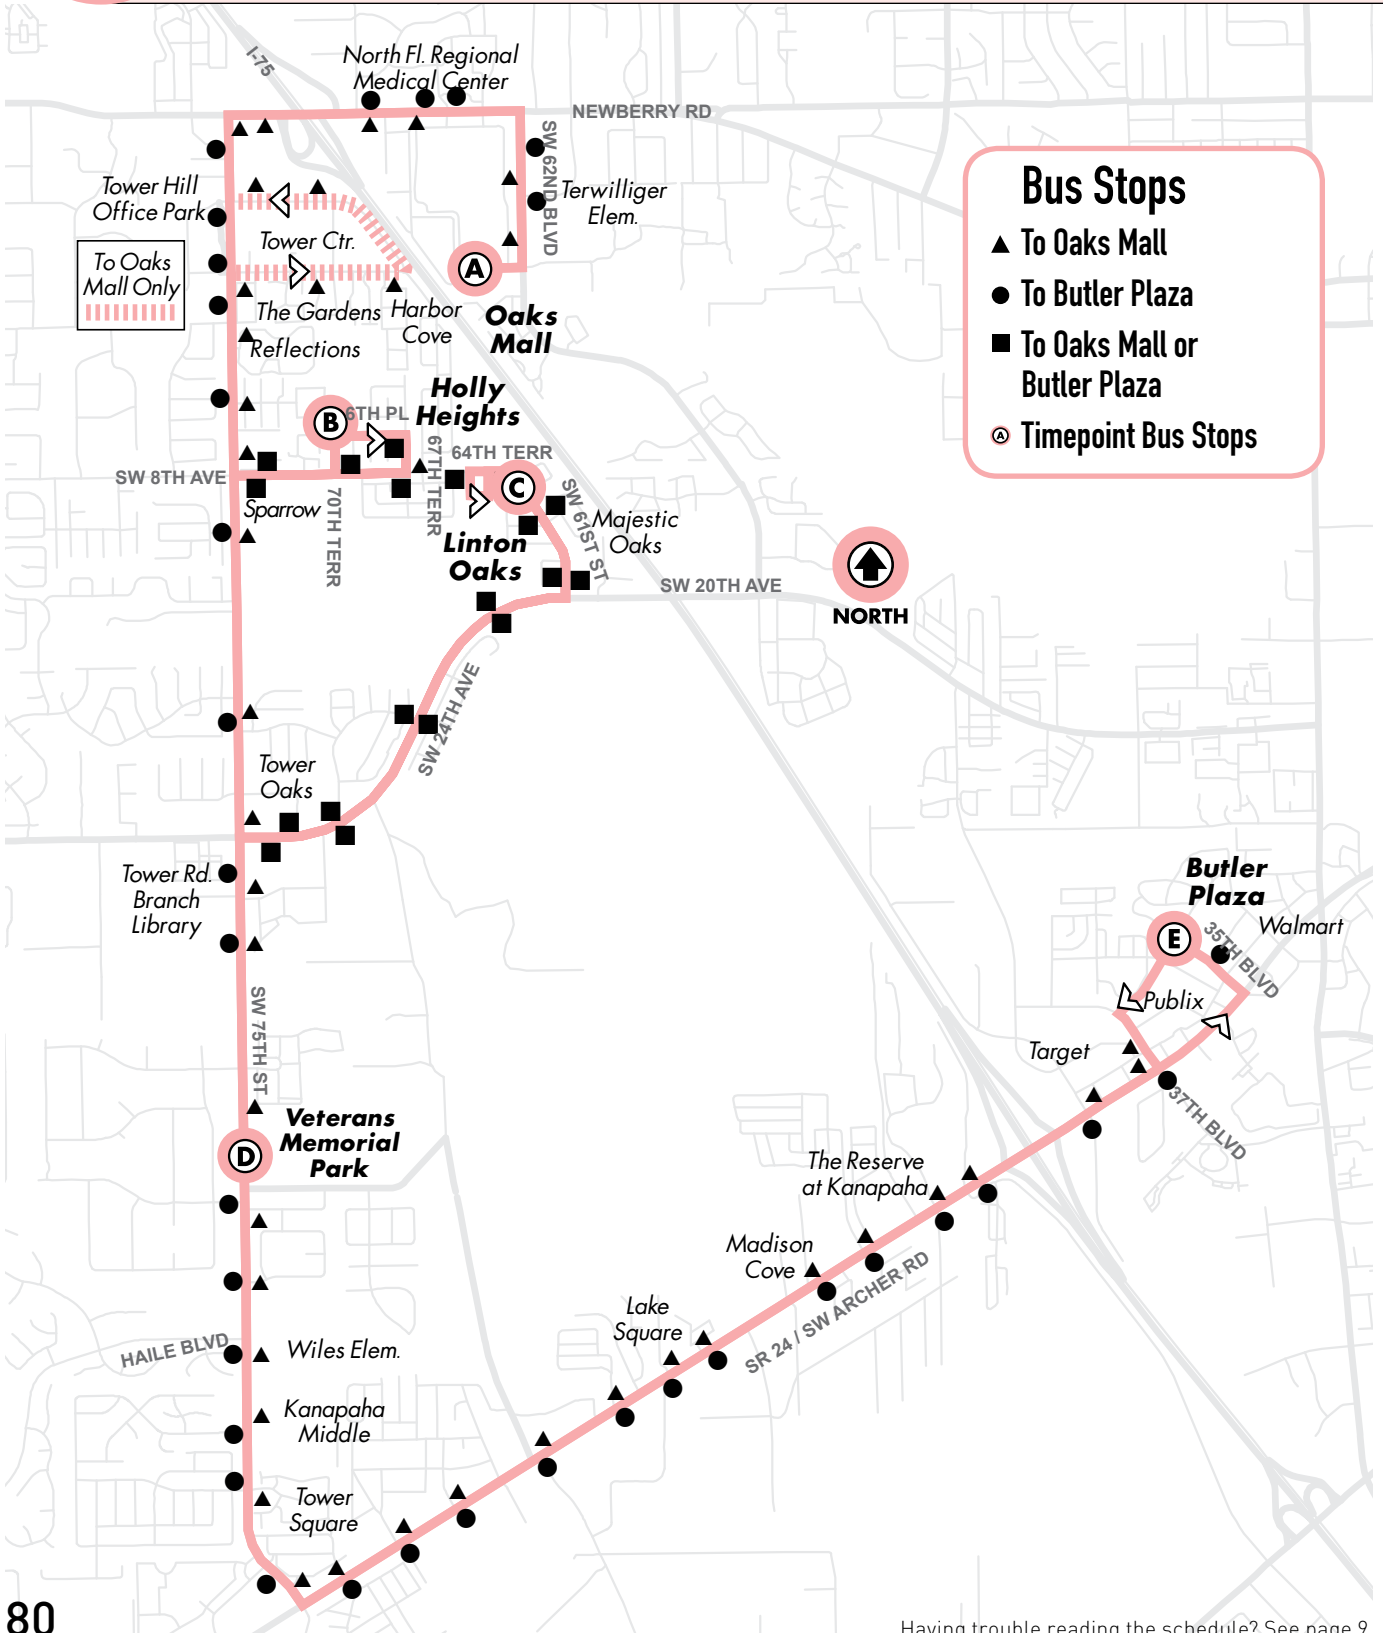 I-75
North Fl. Regional
Medical Center
NEWBERRY RD
SW 62ND BLVD
Terwilliger
Elem.
Tower Hill
Office Park
Tower Ctr.
To Oaks
Mall Only
The Gardens
Harbor
Cove
Reflections
A
Oaks
Mall
Bus Stops
To Oaks Mall
To Butler Plaza
To Oaks Mall or
Butler Plaza
A Timepoint Bus Stops
Holly
Heights
B
6TH PL
67TH TERR
64TH TERR
SW 8TH AVE
Sparrow
70TH TERR
C
SW 61ST ST
Majestic
Oaks
Linton
Oaks
SW 20TH AVE
NORTH
SW 24TH AVE
Tower
Oaks
Tower Rd.
Branch
Library
Butler
Plaza
E
35TH BLVD
Walmart
Publix
Target
37TH BLVD
SW 75TH ST
D
Veterans
Memorial
Park
The Reserve
at Kanapaha
Madison
Cove
Lake
Square
SR 24 / SW ARCHER RD
HAILE BLVD
Wiles Elem.
Kanapaha
Middle
Tower
Square
80
Having trouble reading the schedule? See page 9